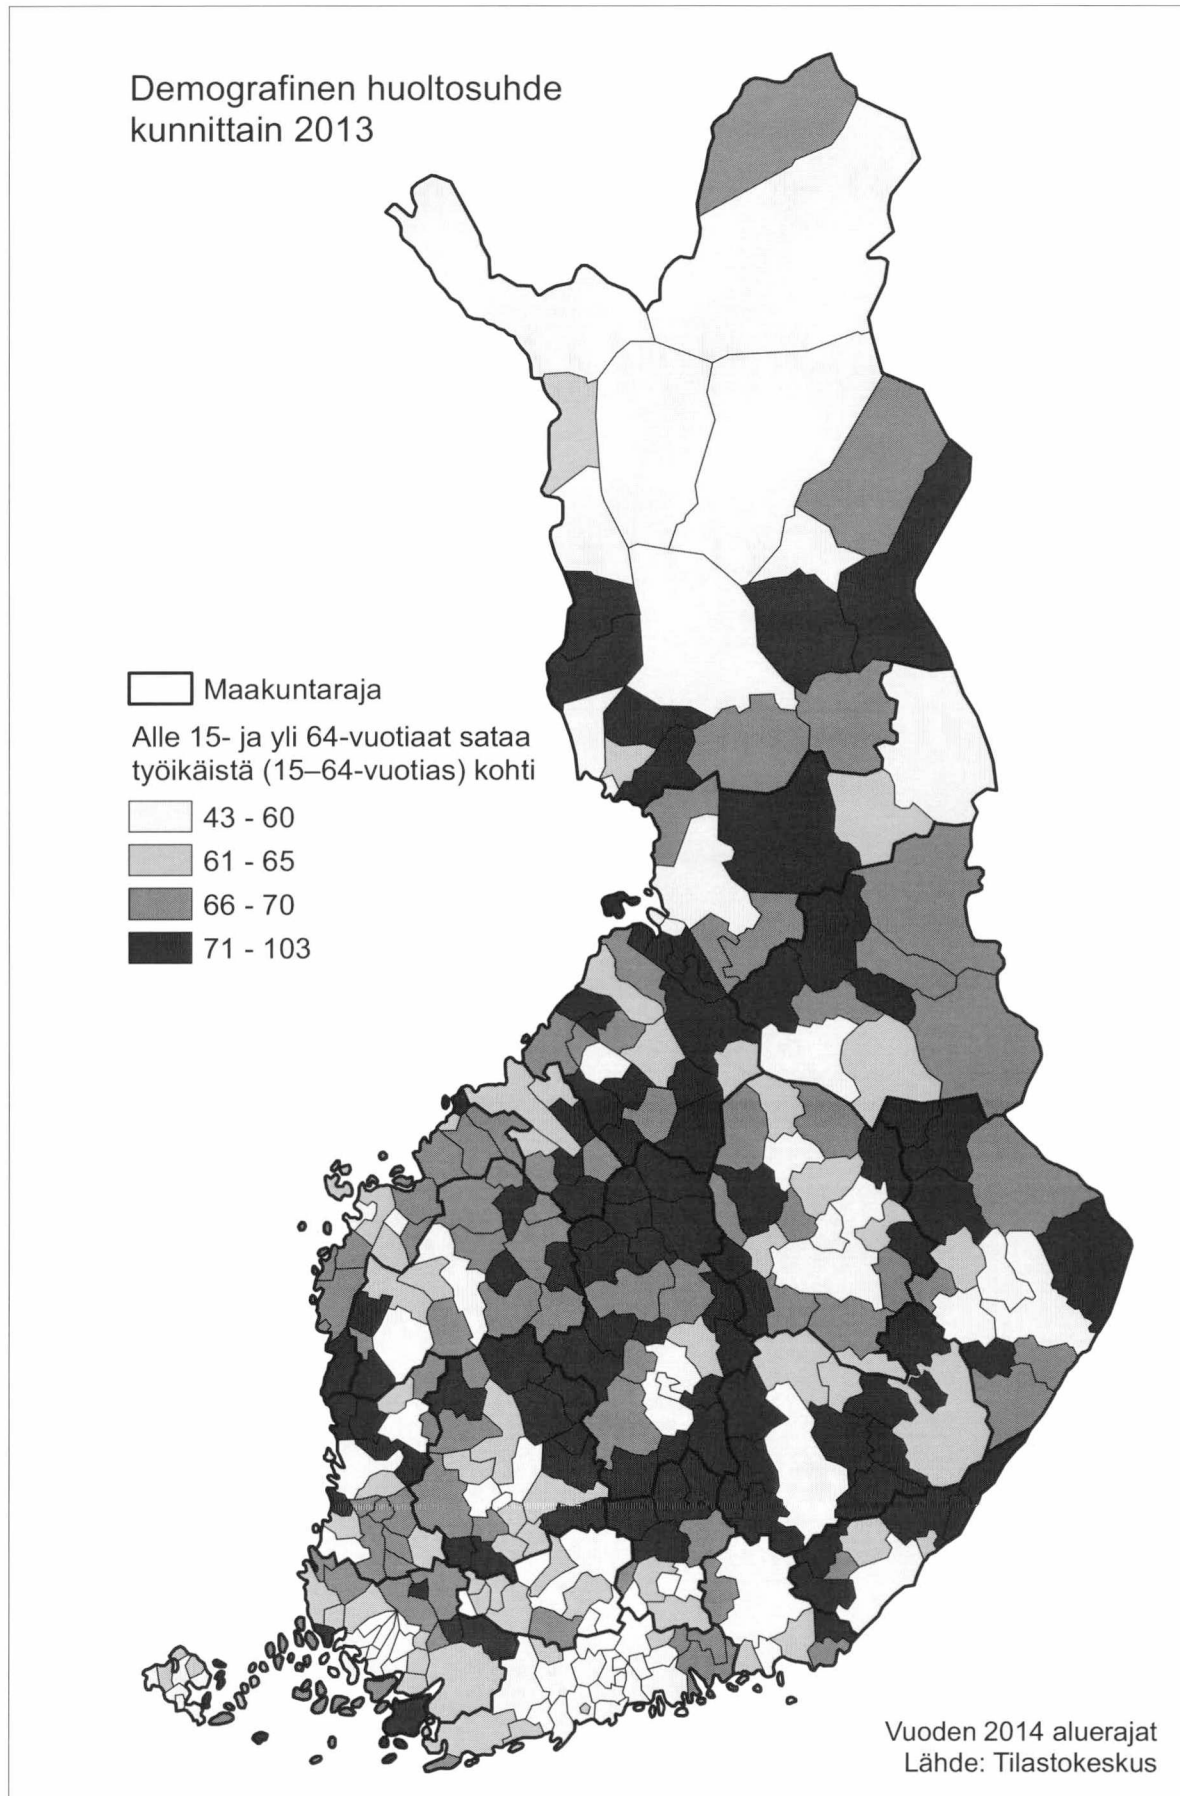 Demografinen huoltosuhde
kunnittain 2013
Maakuntaraja
Alle 15- ja yli 64-vuotiaat sataa
työikäistä (15–64-vuotias) kohti
43 - 60
61 - 65
66 - 70
71 - 103
Vuoden 2014 aluerajat
Lähde: Tilastokeskus